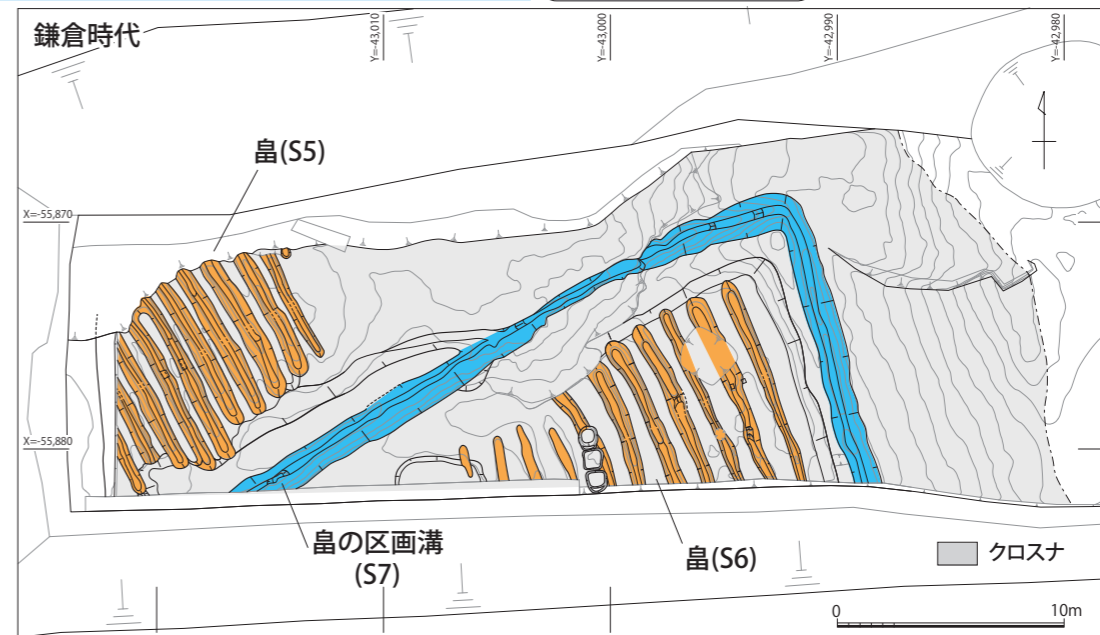 鎌倉時代
Y=-43,010
Y=-43,000
Y=-42,990
Y=-42,980
畠(S5)
X=-55,870
X=-55,880
畠の区画溝
(S7)
畠(S6)
クロスナ
0 10m